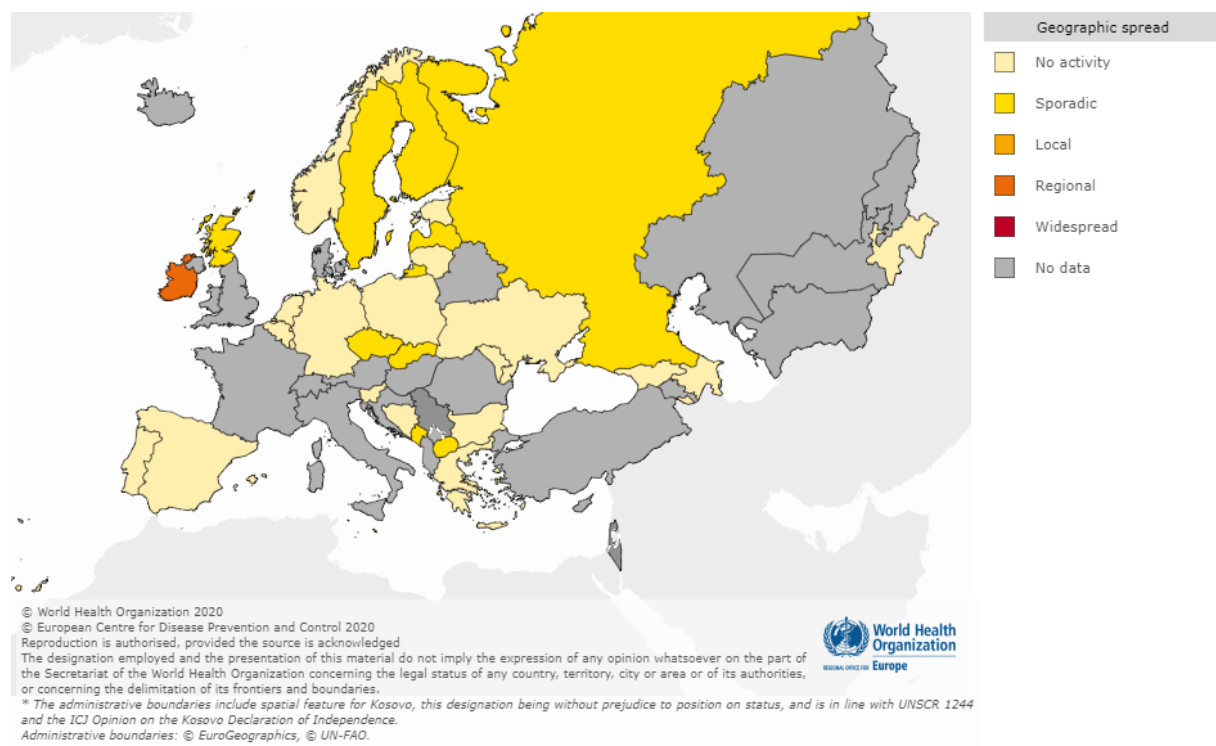 Geographic spread
No activity
Sporadic
Local
Regional
Widespread
No data
© World Health Organization 2020
© European Centre for Disease Prevention and Control 2020
Reproduction is authorised, provided the source is acknowledged
The designation employed and the presentation of this material do not imply the expression of any opinion whatsoever on the part of
the Secretariat of the World Health Organization concerning the legal status of any country, territory, city or area or of its authorities,
or concerning the delimitation of its frontiers and boundaries.
* The administrative boundaries include spatial feature for Kosovo, this designation being without prejudice to position on status, and is in line with UNSCR 1244
and the ICJ Opinion on the Kosovo Declaration of Independence.
Administrative boundaries: © EuroGeographics, © UN-FAO.
World Health
Organization
REGIONAL OFFICE FOR Europe